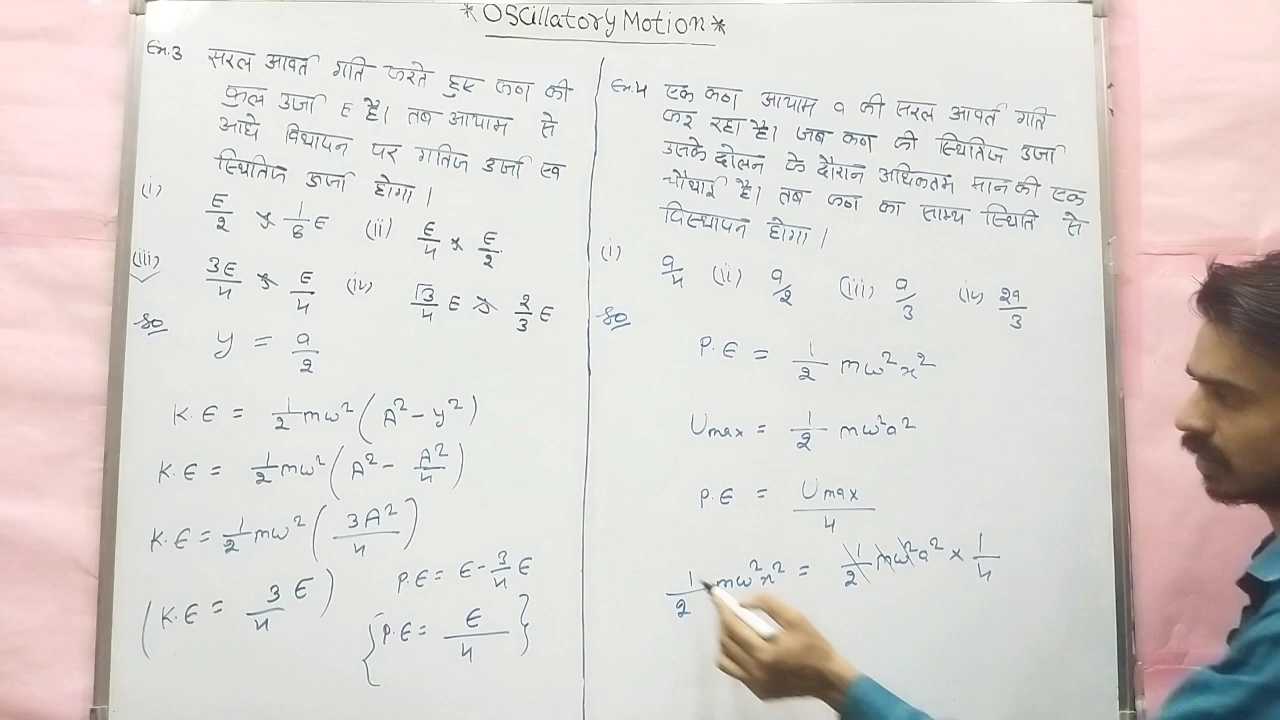 *OScillatory Motion*
Ex.3 सरल आवर्त गति करते हुए कण की
कुल उर्जा E है। तब आयाम से
आधे विथापन पर गतिज उर्जा एवं
स्थितिज ऊर्जा होगा।
(i) E/2 व 1/8 E (ii) E/4 व E/2
(iii) 3E/4 व E/4 (iv) √3/4 E व 2/3 E
So
y = a/2
K.E = 1/2 mω² (A² - y²)
K.E = 1/2 mω² (A² - A²/4)
K.E = 1/2 mω² (3A²/4)
(K.E = 3/4 E)
P.E = E - 3/4 E
{P.E = E/4}
Ex.4 एक कण आयाम a की सरल आवर्त गति
कर रहा है। जब कण की स्थितिज उर्जा
उसके दोलन के दौरान अधिकतम मान की एक
चौथाई है। तब कण का साम्य स्थिति से
विस्थापन होगा।
(i) a/4 (ii) a/2 (iii) a/3 (iv) 2a/3
So
P.E = 1/2 mω²x²
Umax = 1/2 mω²a²
P.E = Umax/4
1/2 mω²x² = 1/2 mω²a² × 1/4